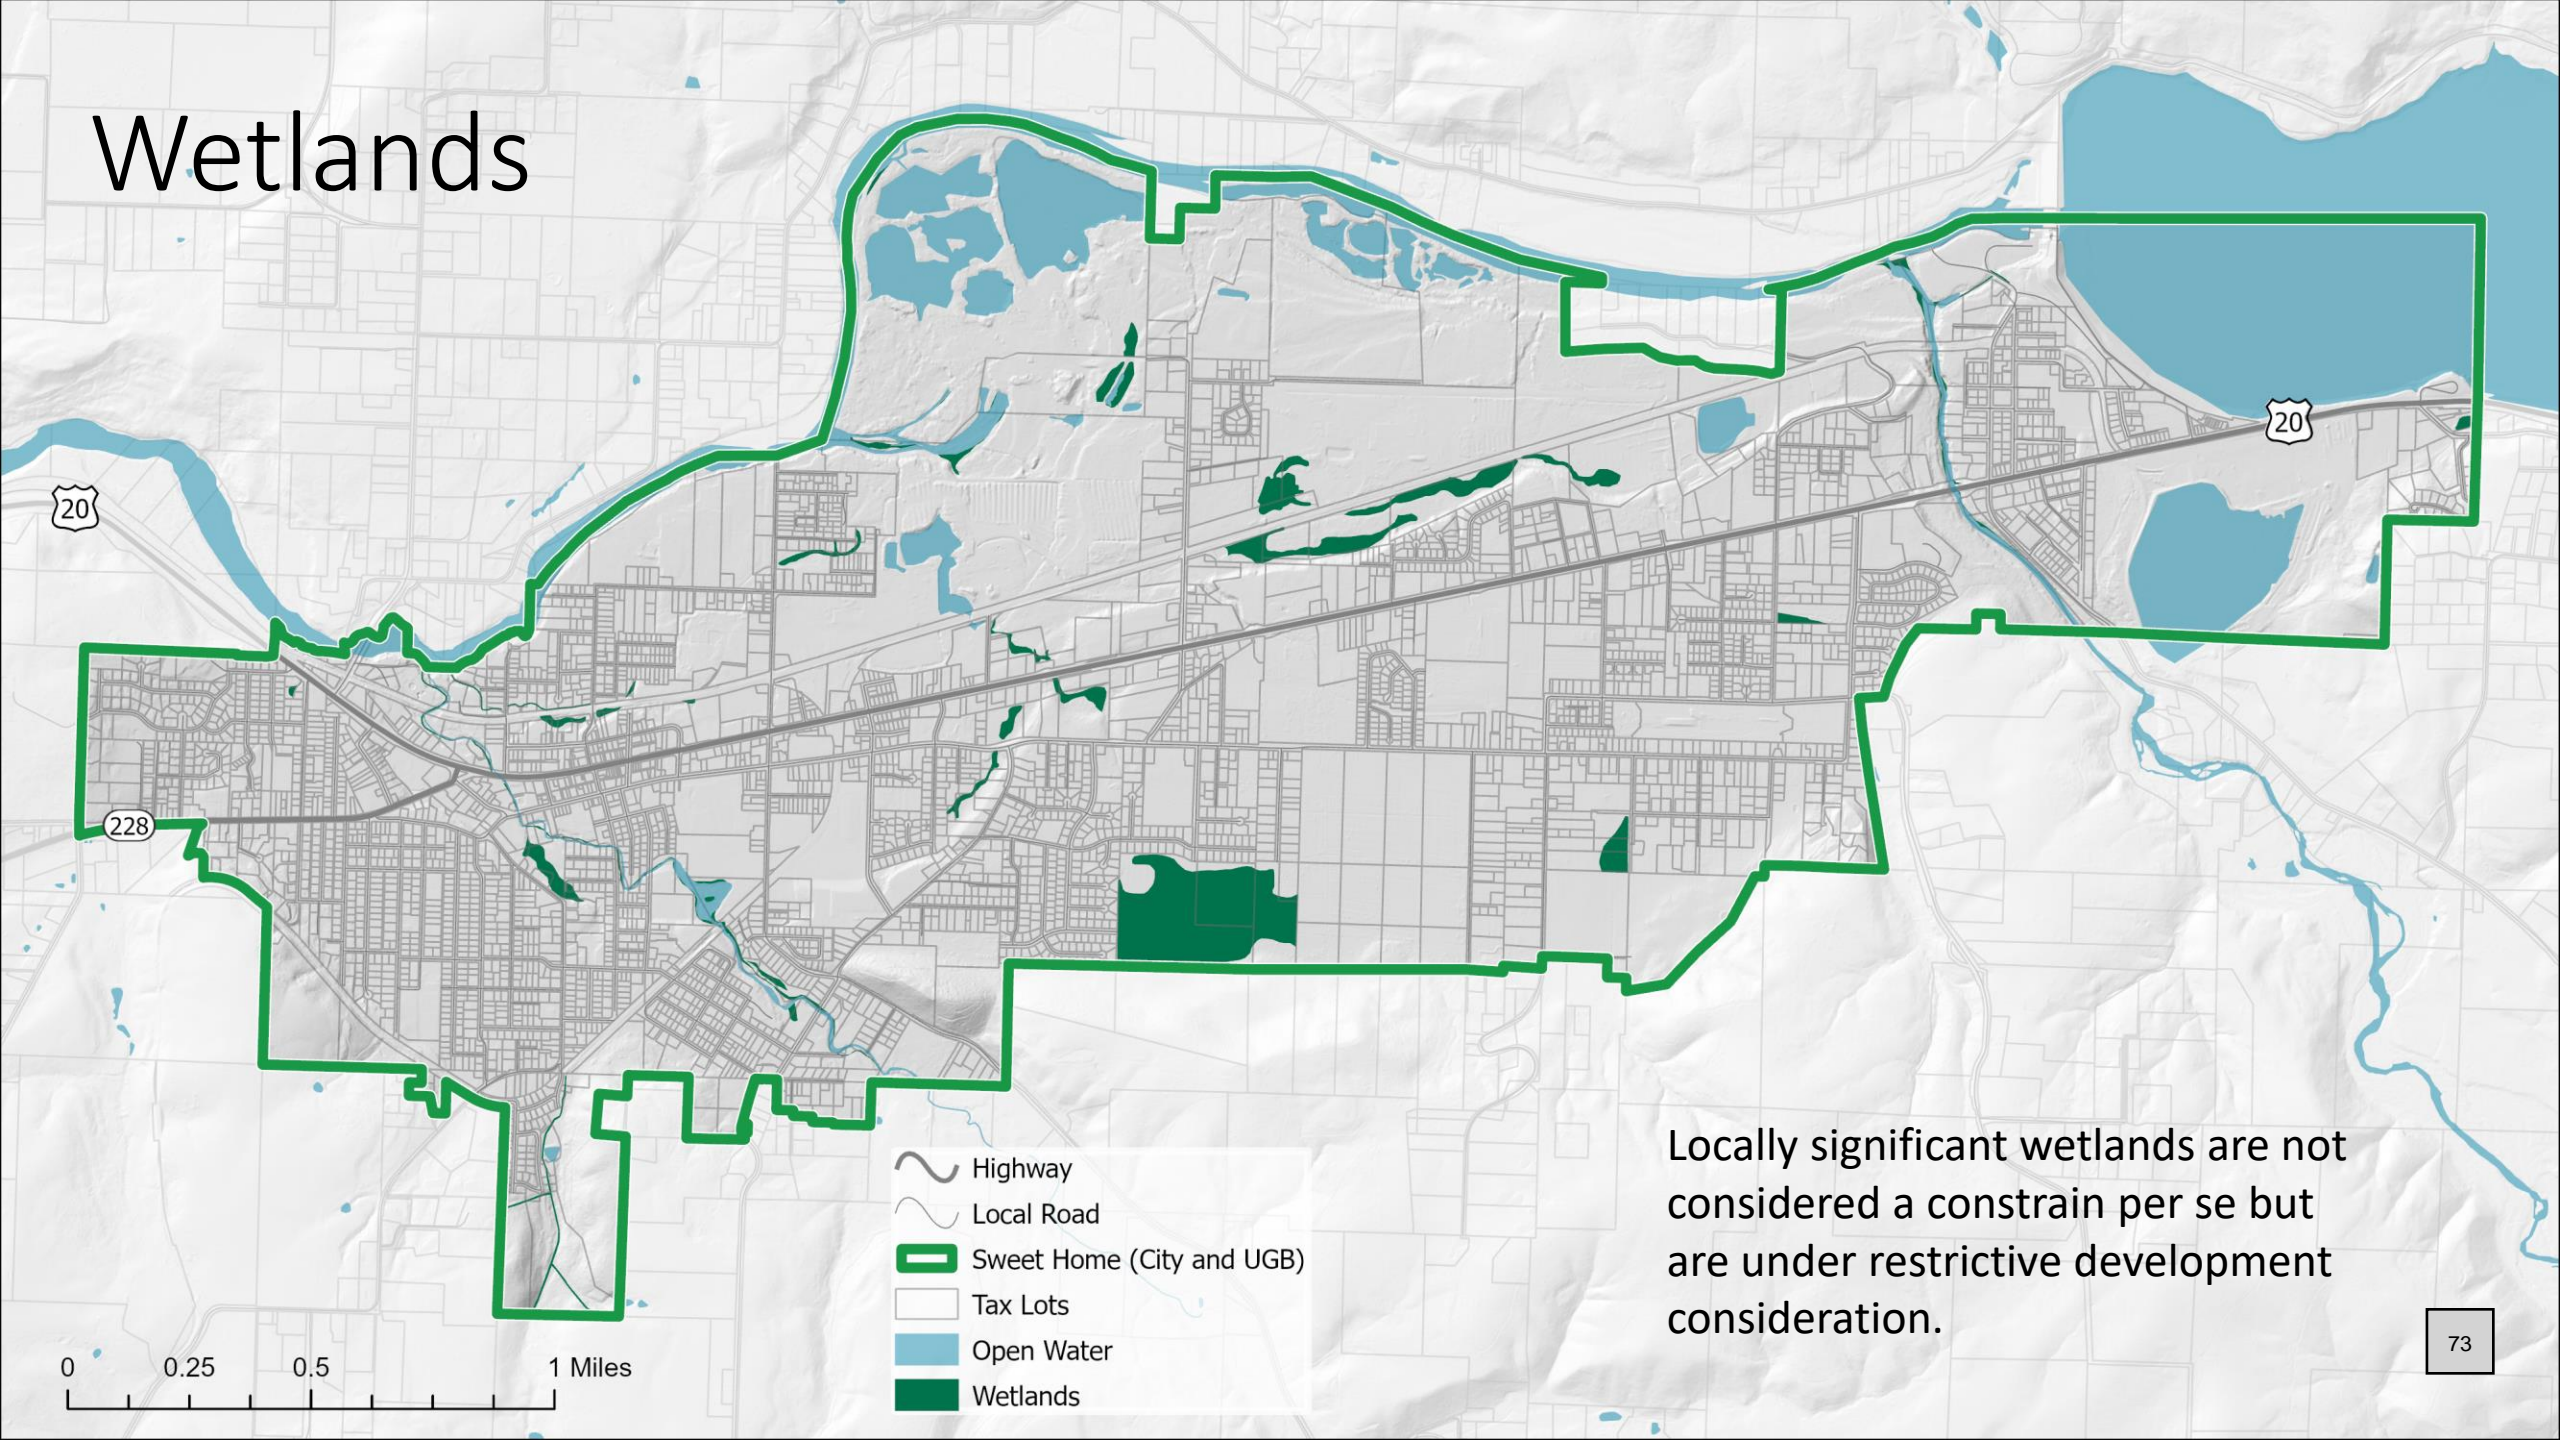 Wetlands
20
20
228
Highway
Local Road
Sweet Home (City and UGB)
Tax Lots
Open Water
Wetlands
0 0.25 0.5 1 Miles
Locally significant wetlands are not
considered a constrain per se but
are under restrictive development
consideration.
73